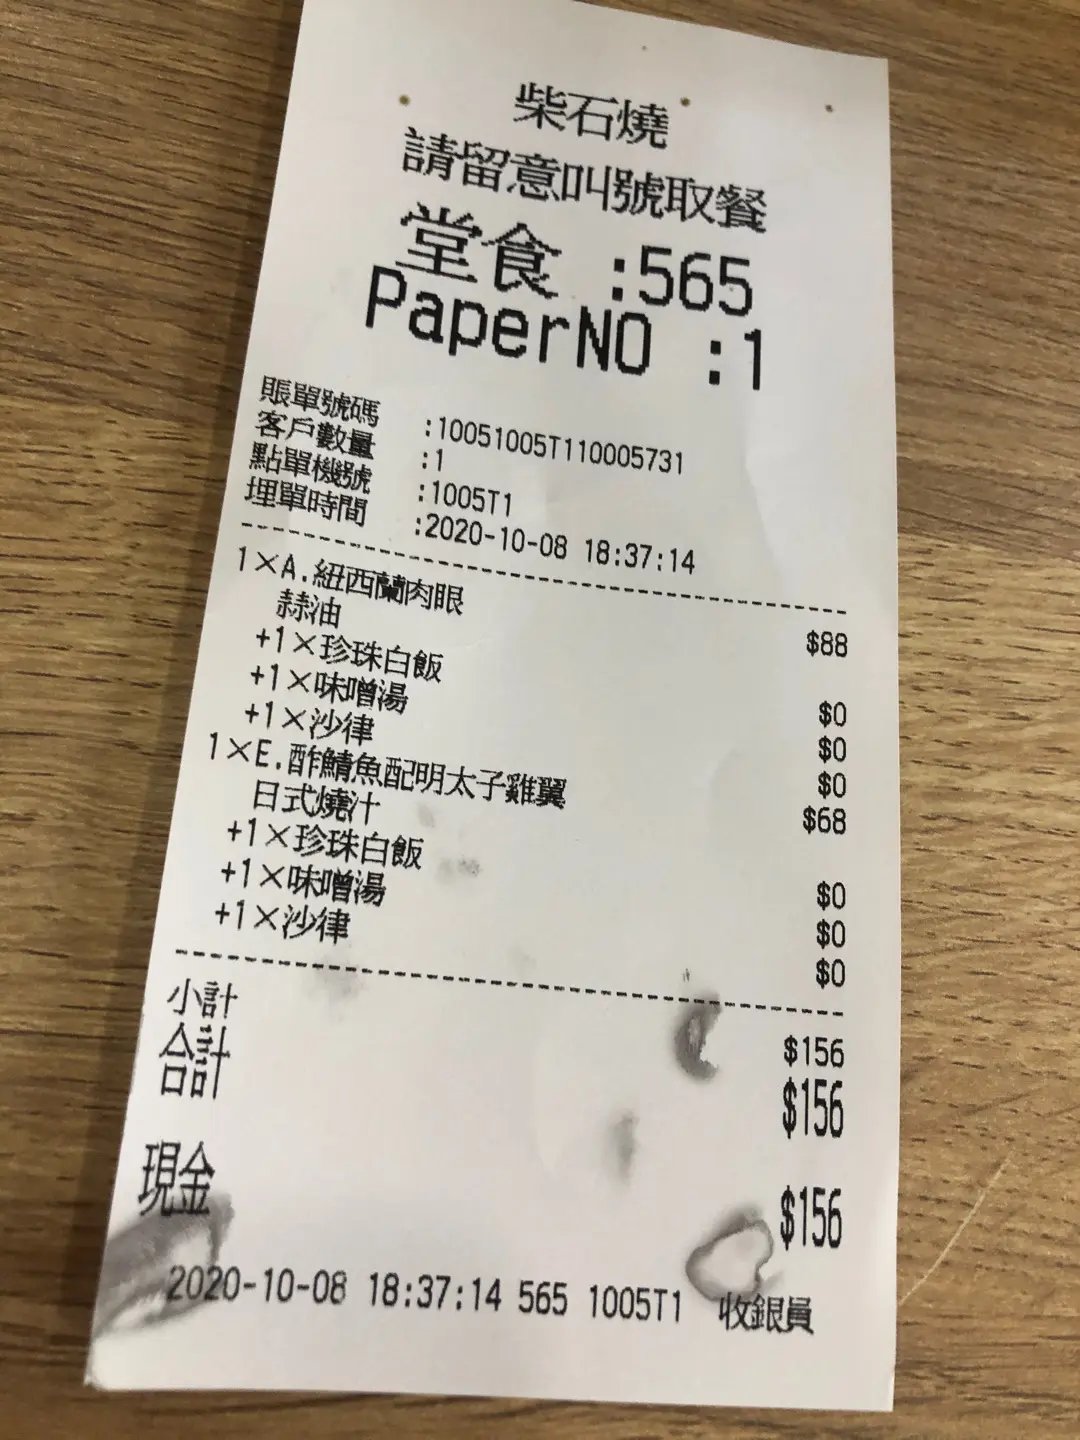 柴石燒
請留意叫號取餐
堂食 :565
PaperNO :1
賬單號碼 :10051005T110005731
客戶數量 :1
點單機號 :1005T1
埋單時間 :2020-10-08 18:37:14
1×A.紐西蘭肉眼 $88
蒜油
+1×珍珠白飯 $0
+1×味噌湯 $0
+1×沙律 $0
1×E.酢鯖魚配明太子雞翼 $68
日式燒汁
+1×珍珠白飯 $0
+1×味噌湯 $0
+1×沙律 $0
小計 $156
合計 $156
現金 $156
2020-10-08 18:37:14 565 1005T1 收銀員